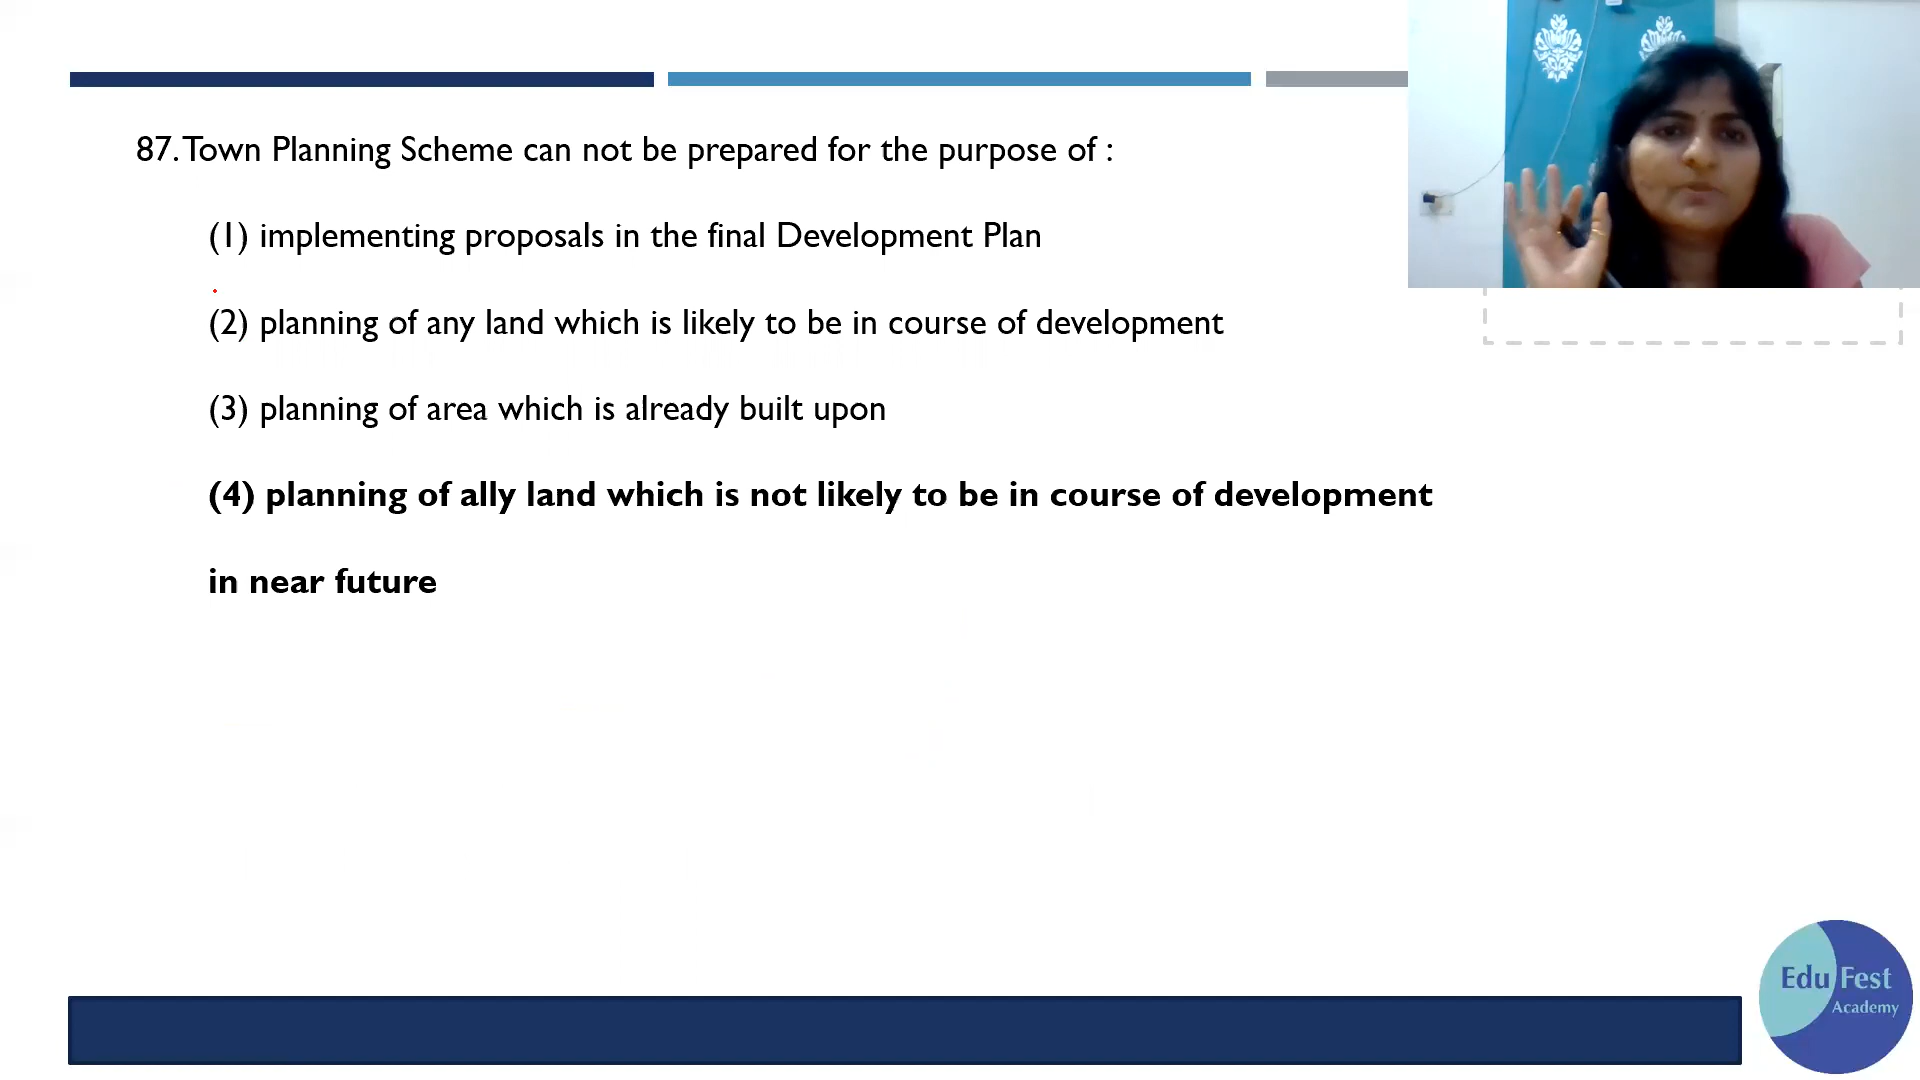 87. Town Planning Scheme can not be prepared for the purpose of :
(1) implementing proposals in the final Development Plan
(2) planning of any land which is likely to be in course of development
(3) planning of area which is already built upon
(4) planning of ally land which is not likely to be in course of development
in near future
Edu Fest
Academy